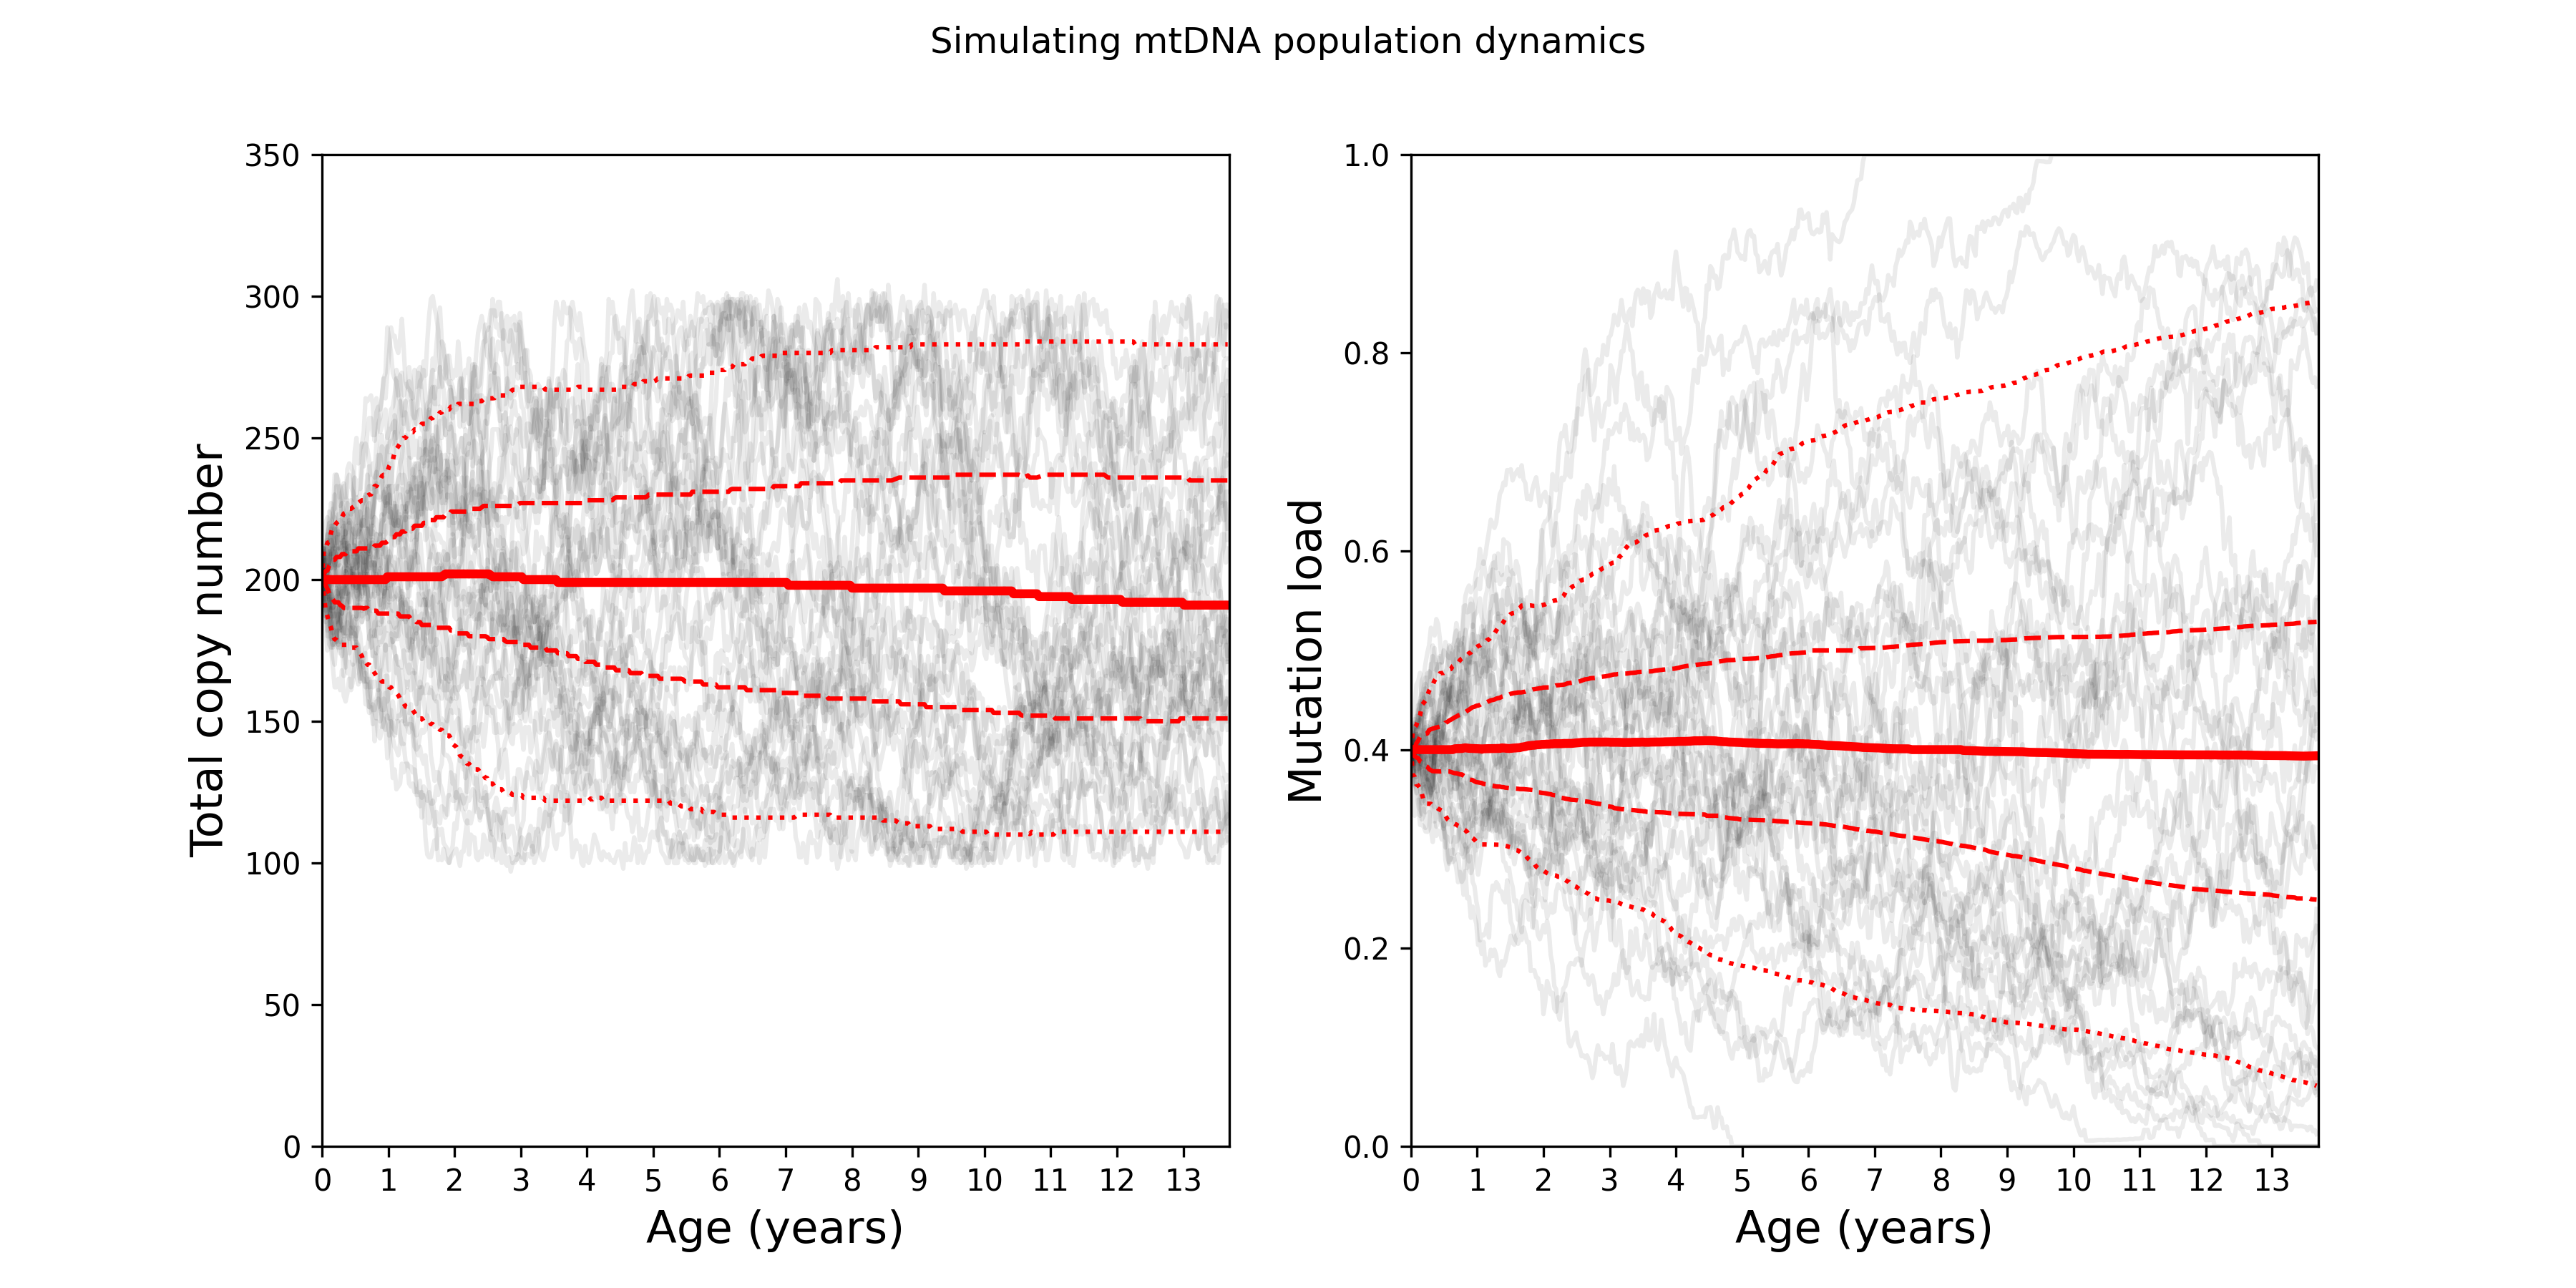 Simulating mtDNA population dynamics
350
300
250
200
150
100
50
0
Total copy number
0 1 2 3 4 5 6 7 8 9 10 11 12 13
Age (years)
1.0
0.8
0.6
0.4
0.2
0.0
Mutation load
0 1 2 3 4 5 6 7 8 9 10 11 12 13
Age (years)